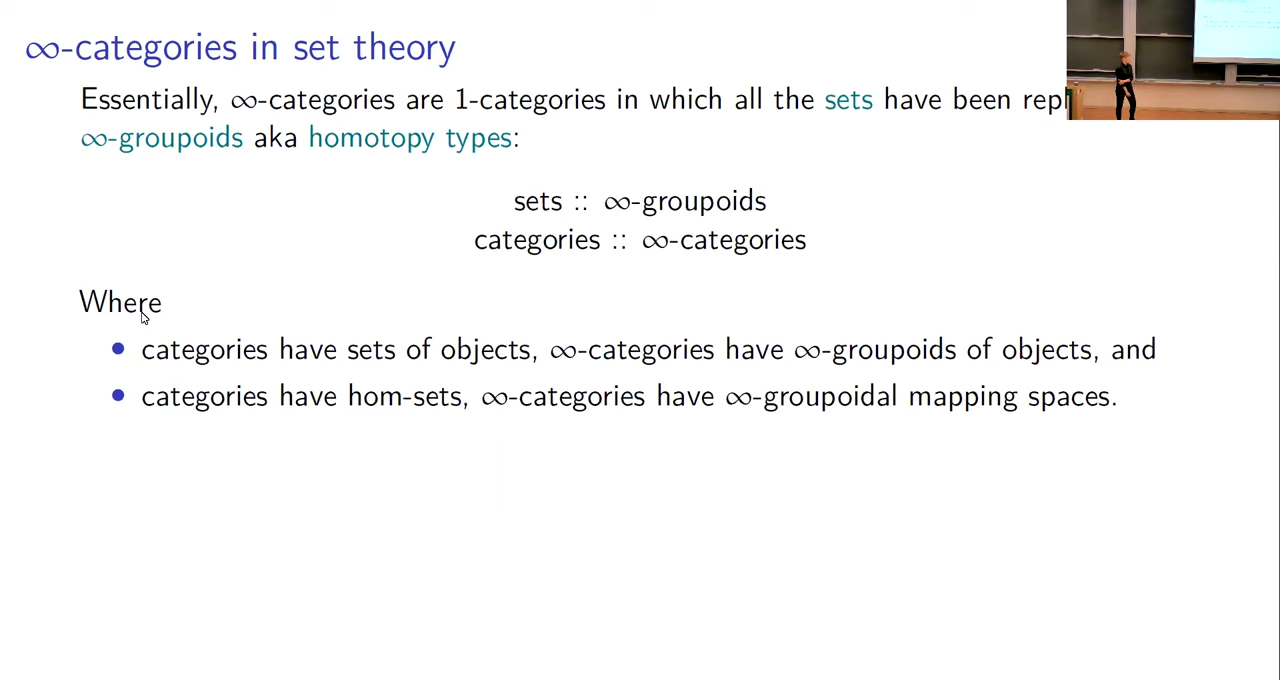 ∞-categories in set theory
Essentially, ∞-categories are 1-categories in which all the sets have been
∞-groupoids aka homotopy types:
sets :: ∞-groupoids
categories :: ∞-categories
Where
• categories have sets of objects, ∞-categories have ∞-groupoids of objects, and
• categories have hom-sets, ∞-categories have ∞-groupoidal mapping spaces.